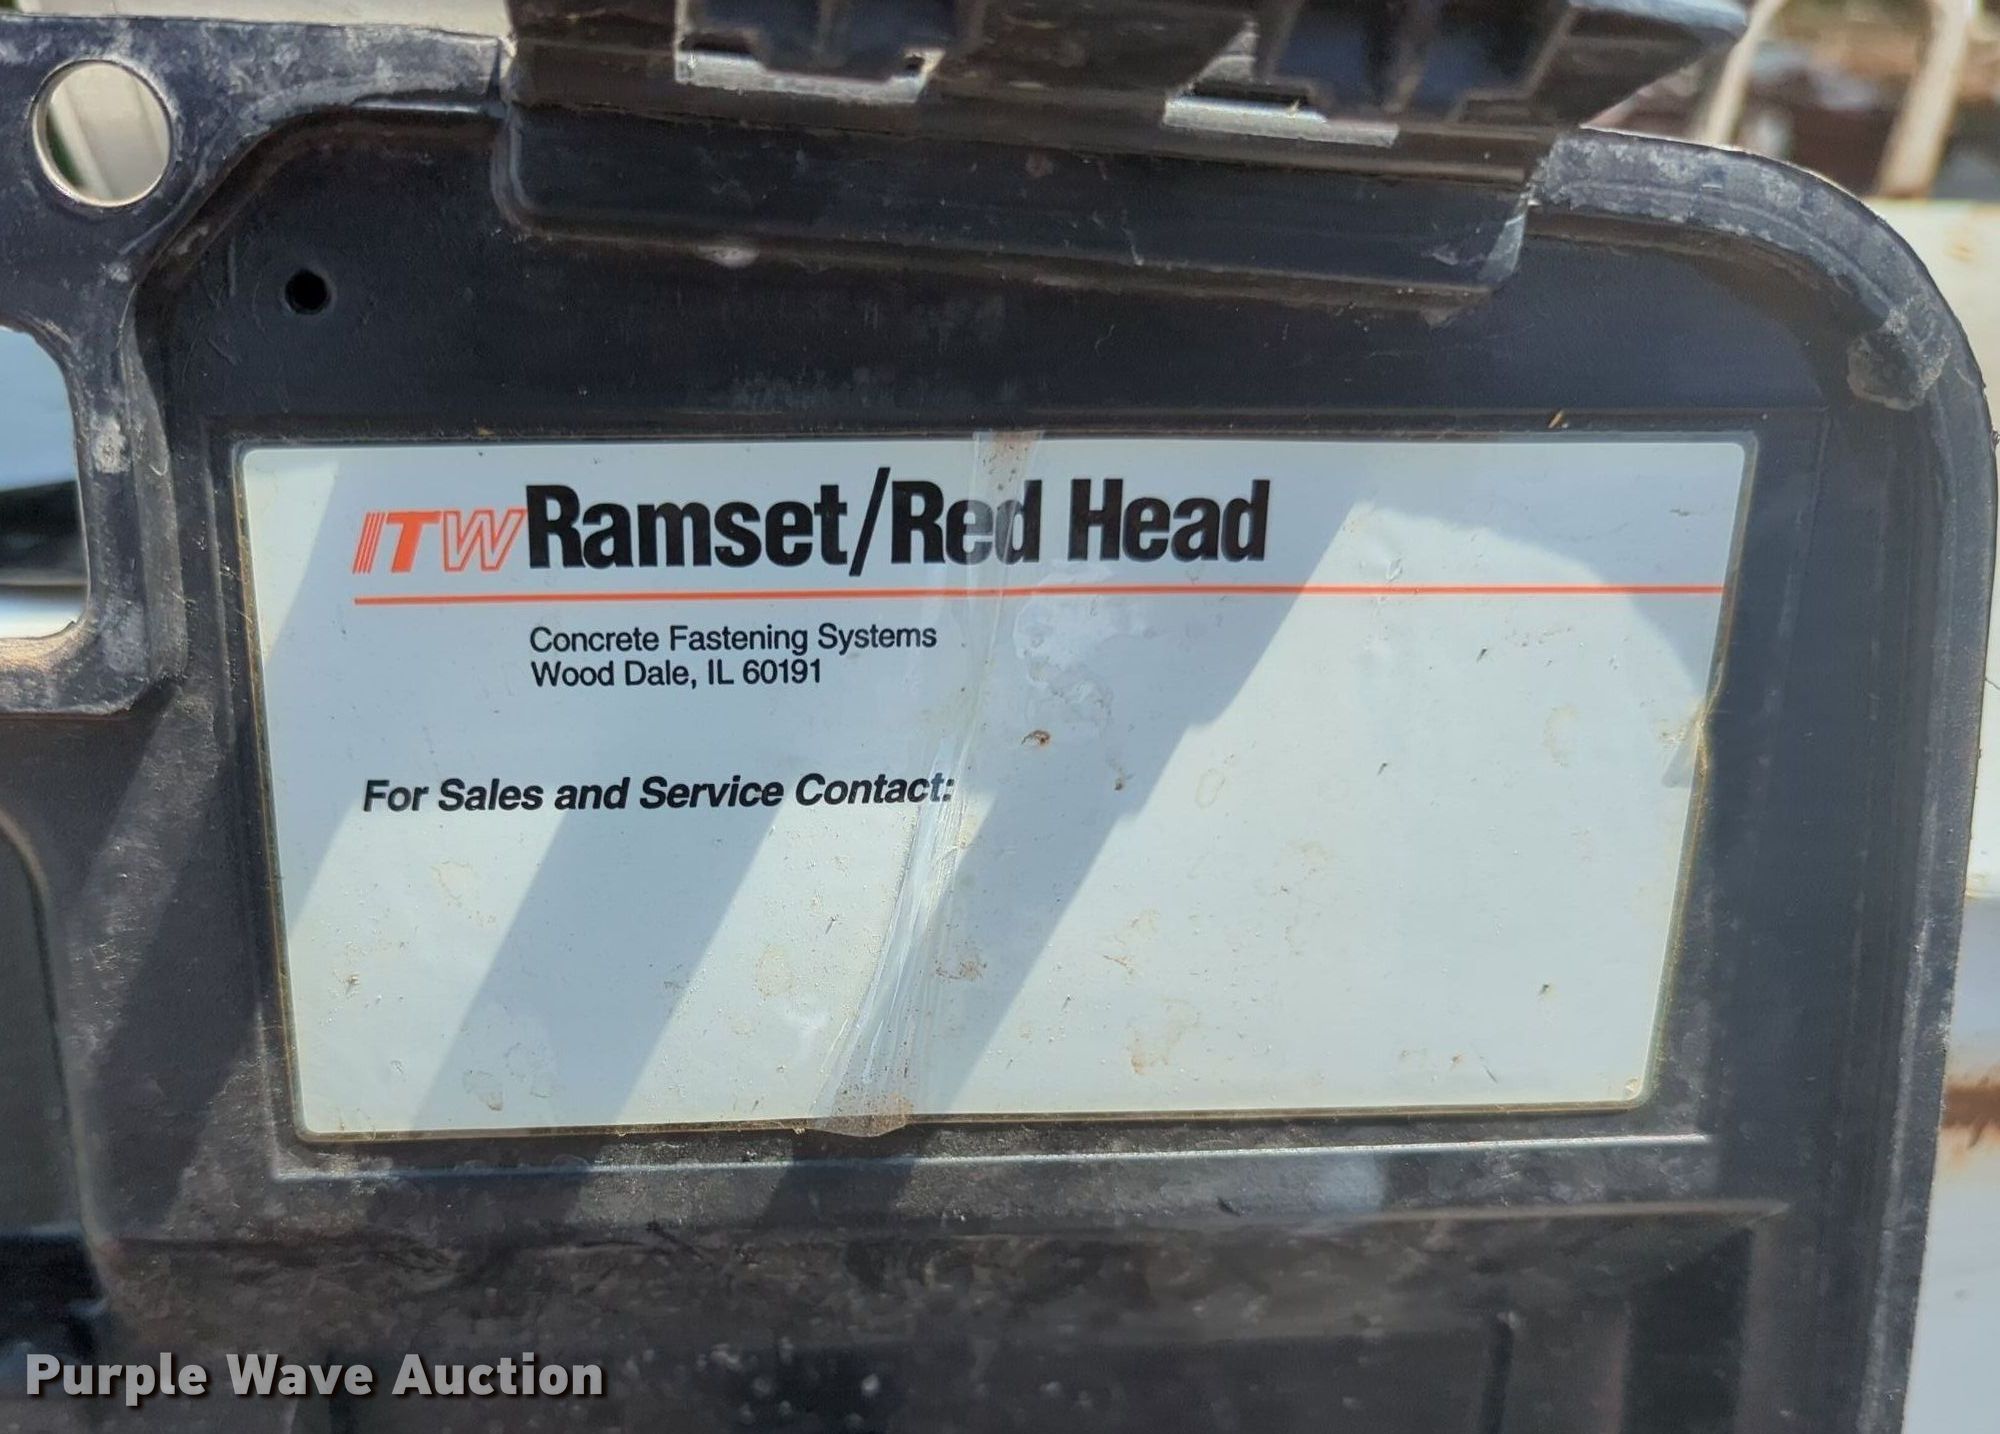 ITW Ramset/Red Head
Concrete Fastening Systems
Wood Dale, IL 60191
For Sales and Service Contact:
Purple Wave Auction